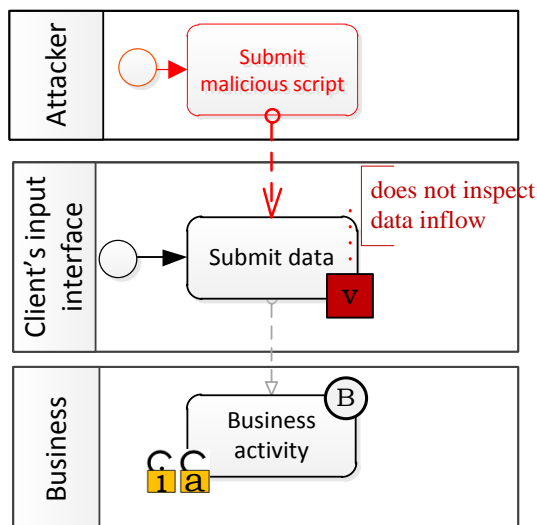 Attacker
Submit
malicious script
Client's input
interface
does not inspect
data inflow
Submit data
v
Business
B
Business
activity
i a